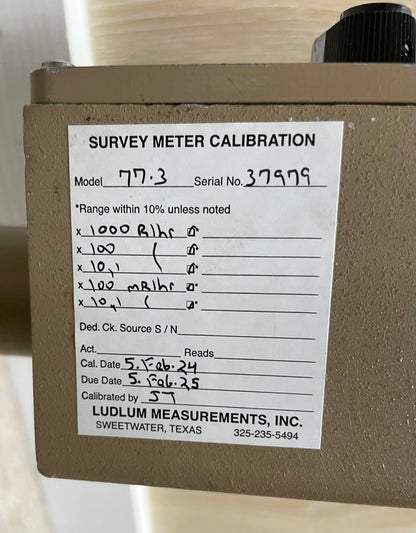 SURVEY METER CALIBRATION
Model 77.3 Serial No. 37979
*Range within 10% unless noted
x 1000 R/hr *
x 100 ( *
x 10,1 *
x 100 mR/hr *
x 10,1 ( *
Ded. Ck. Source S / N
Act. Reads
Cal. Date 5. Feb. 24
Due Date 5. Feb. 25
Calibrated by JT
LUDLUM MEASUREMENTS, INC.
SWEETWATER, TEXAS 325-235-5494